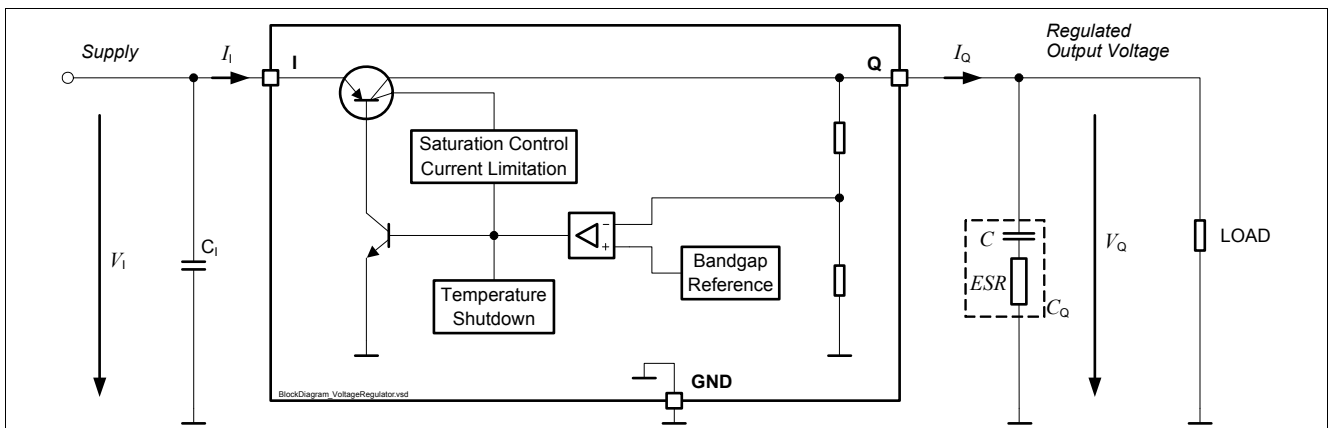 Supply
I_I
I
Q
I_Q
Regulated
Output Voltage
Saturation Control
Current Limitation
C_I
V_I
-
+
Bandgap
Reference
Temperature
Shutdown
C
ESR
C_Q
V_Q
LOAD
GND
BlockDiagram_VoltageRegulator.vsd